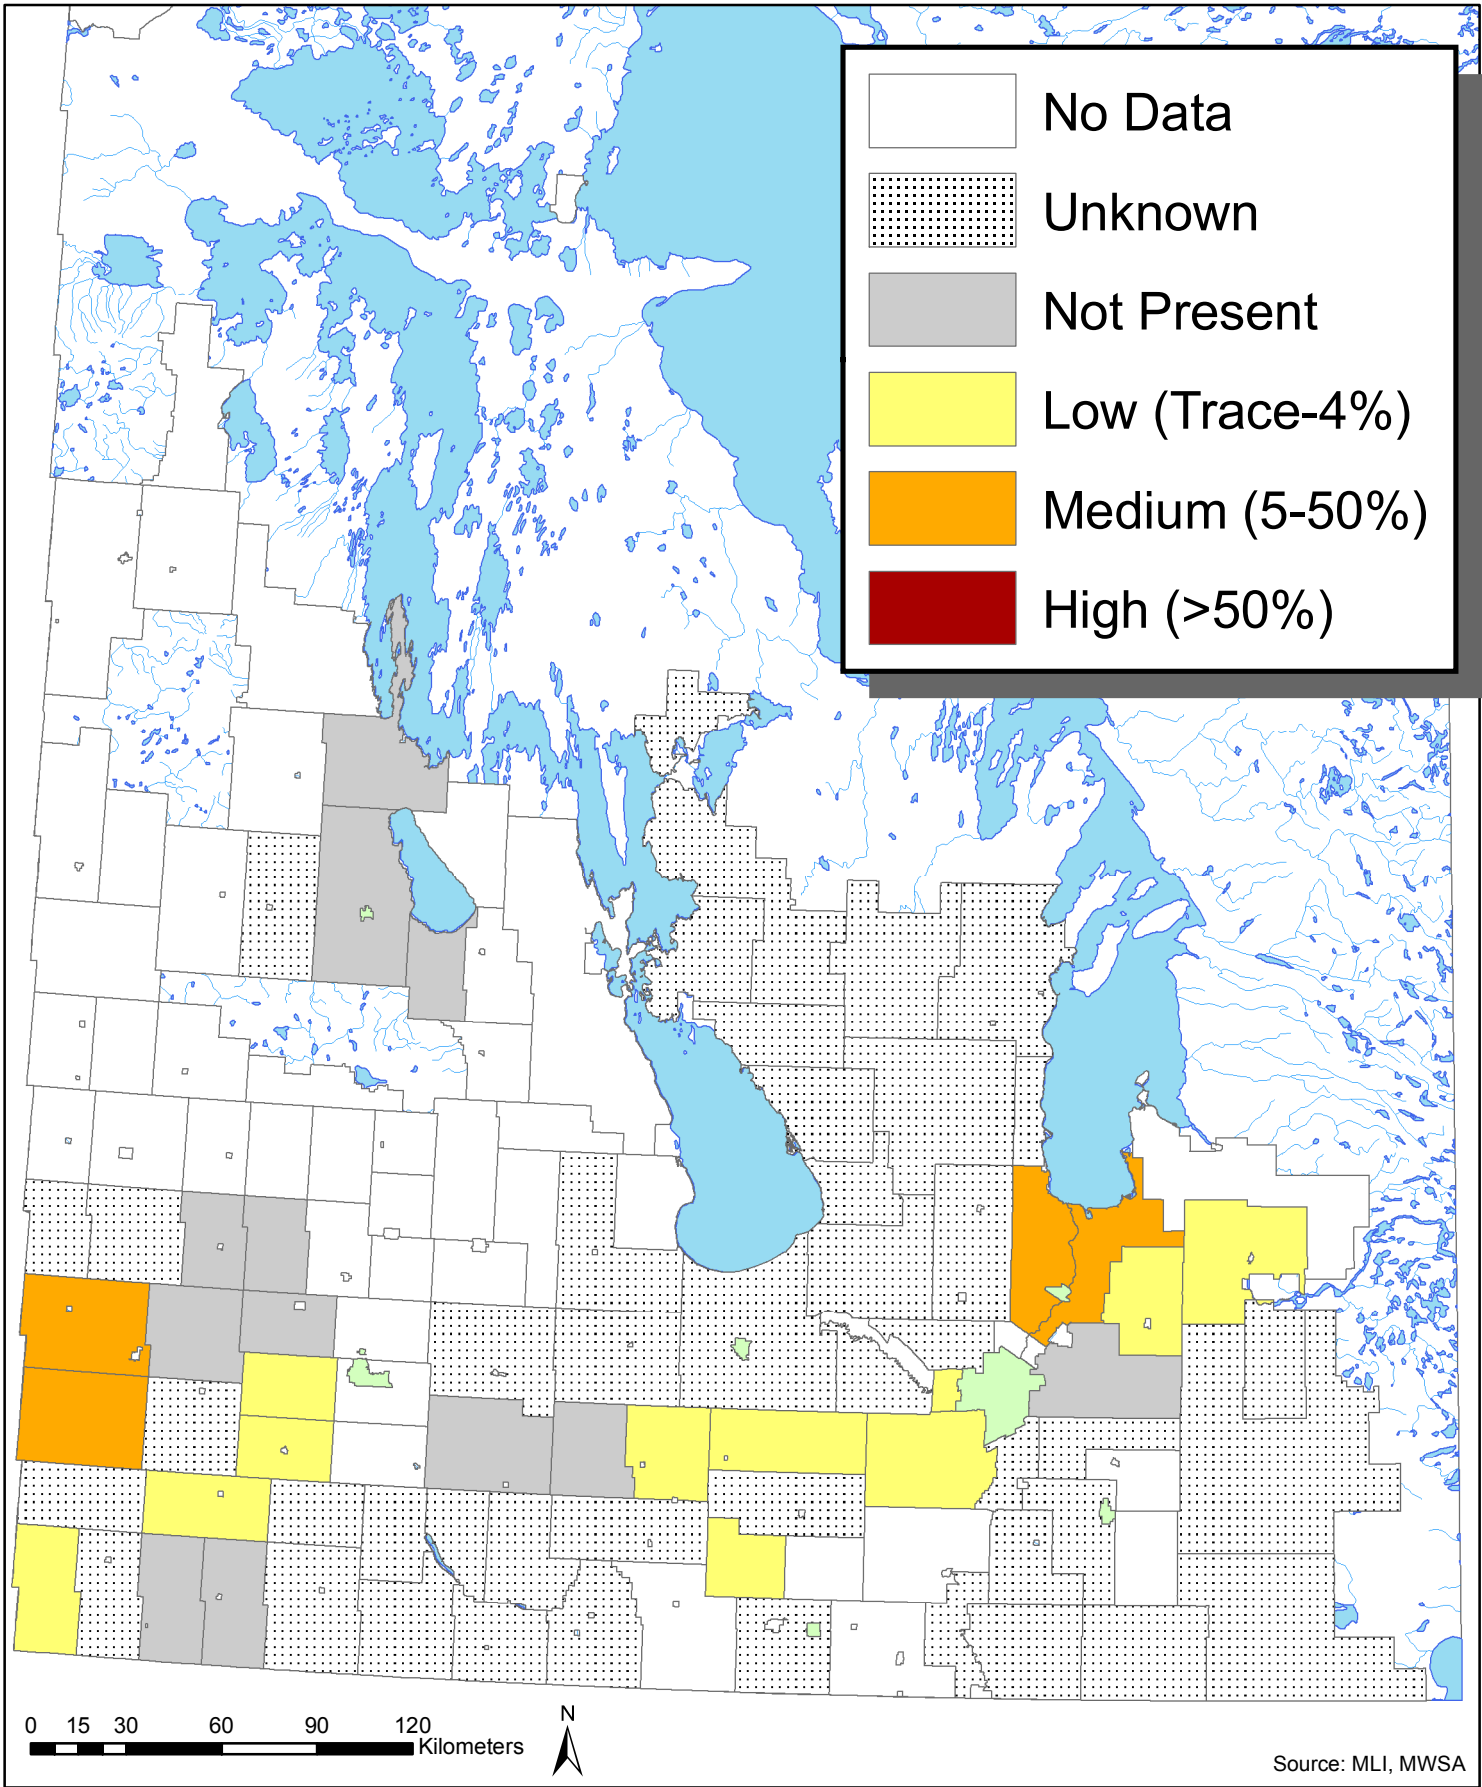 No Data
Unknown
Not Present
Low (Trace-4%)
Medium (5-50%)
High (>50%)
0 15 30 60 90 120
Kilometers
N
Source: MLI, MWSA